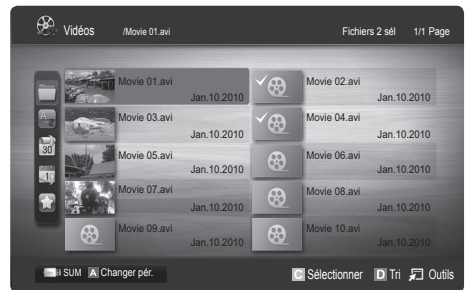 Vidéos /Movie 01.avi Fichiers 2 sél 1/1 Page
Movie 01.avi Movie 02.avi
Jan.10.2010 Jan.10.2010
Movie 03.avi Movie 04.avi
Jan.10.2010 Jan.10.2010
Movie 05.avi Movie 06.avi
Jan.10.2010 Jan.10.2010
Movie 07.avi Movie 08.avi
Jan.10.2010 Jan.10.2010
Movie 09.avi Movie 10.avi
Jan.10.2010 Jan.10.2010
SUM A Changer pér. C Sélectionner D Tri Outils